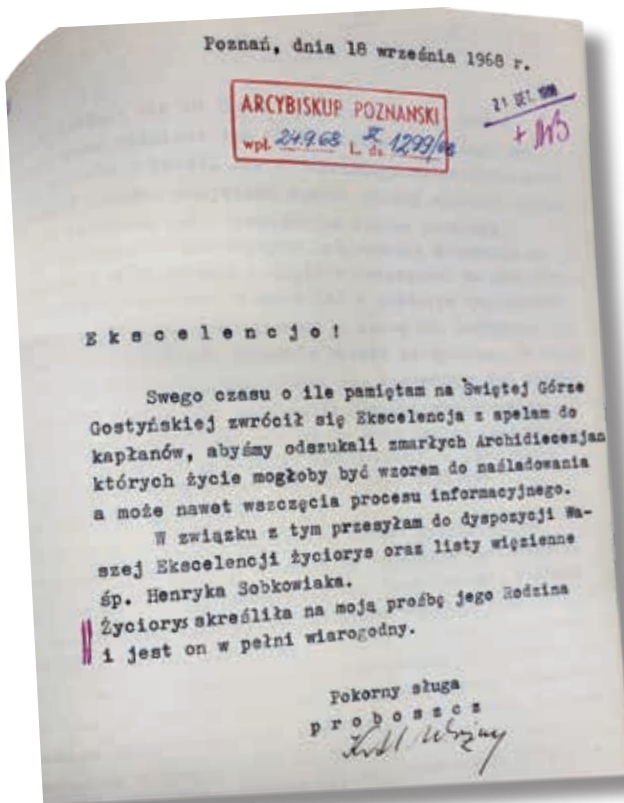 Poznań, dnia 18 września 1968 r.
ARCYBISKUP POZNAŃSKI
wpł. 24.9.68 L. dz. 1299/68
E k s c e l e n c j o !
Swego czasu o ile pamiętam na Świętej Górze
Gostyńskiej zwrócił się Ekscelencja z apelam do
kapłanów, abyśmy odszukali zmarłych Archidiecezjan
których życie mogłoby być wzorem do naśladowania
a może nawet wszczęcia procesu informacyjnego.
W związku z tym przesyłam do dyspozycji Wa-
szej Ekscelencji życiorys oraz listy więzienne
śp. Henryka Sobkowiaka.
Życiorys skreśliła na moją prośbę jego Rodzina
i jest on w pełni wiarogodny.
Pokorny sługa
p r o b o s z c z